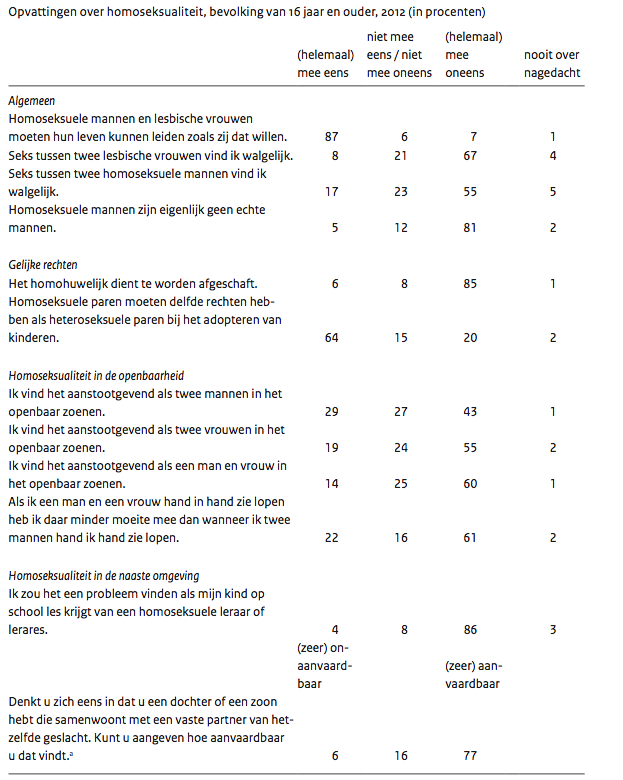 Opvattingen over homoseksualiteit, bevolking van 16 jaar en ouder, 2012 (in procenten)
(helemaal) mee eens
niet mee eens / niet mee oneens
(helemaal) mee oneens
nooit over nagedacht
Algemeen
Homoseksuele mannen en lesbische vrouwen
moeten hun leven kunnen leiden zoals zij dat willen. 87 6 7 1
Seks tussen twee lesbische vrouwen vind ik walgelijk. 8 21 67 4
Seks tussen twee homoseksuele mannen vind ik
walgelijk. 17 23 55 5
Homoseksuele mannen zijn eigenlijk geen echte
mannen. 5 12 81 2
Gelijke rechten
Het homohuwelijk dient te worden afgeschaft. 6 8 85 1
Homoseksuele paren moeten delfde rechten heb-
ben als heteroseksuele paren bij het adopteren van
kinderen. 64 15 20 2
Homoseksualiteit in de openbaarheid
Ik vind het aanstootgevend als twee mannen in het
openbaar zoenen. 29 27 43 1
Ik vind het aanstootgevend als twee vrouwen in het
openbaar zoenen. 19 24 55 2
Ik vind het aanstootgevend als een man en vrouw in
het openbaar zoenen. 14 25 60 1
Als ik een man en een vrouw hand in hand zie lopen
heb ik daar minder moeite mee dan wanneer ik twee
mannen hand ik hand zie lopen. 22 16 61 2
Homoseksualiteit in de naaste omgeving
Ik zou het een probleem vinden als mijn kind op
school les krijgt van een homoseksuele leraar of
lerares. 4 8 86 3
(zeer) on-
aanvaard- (zeer) aan-
baar vaardbaar
Denkt u zich eens in dat u een dochter of een zoon
hebt die samenwoont met een vaste partner van het-
zelfde geslacht. Kunt u aangeven hoe aanvaardbaar
u dat vindt.ª 6 16 77